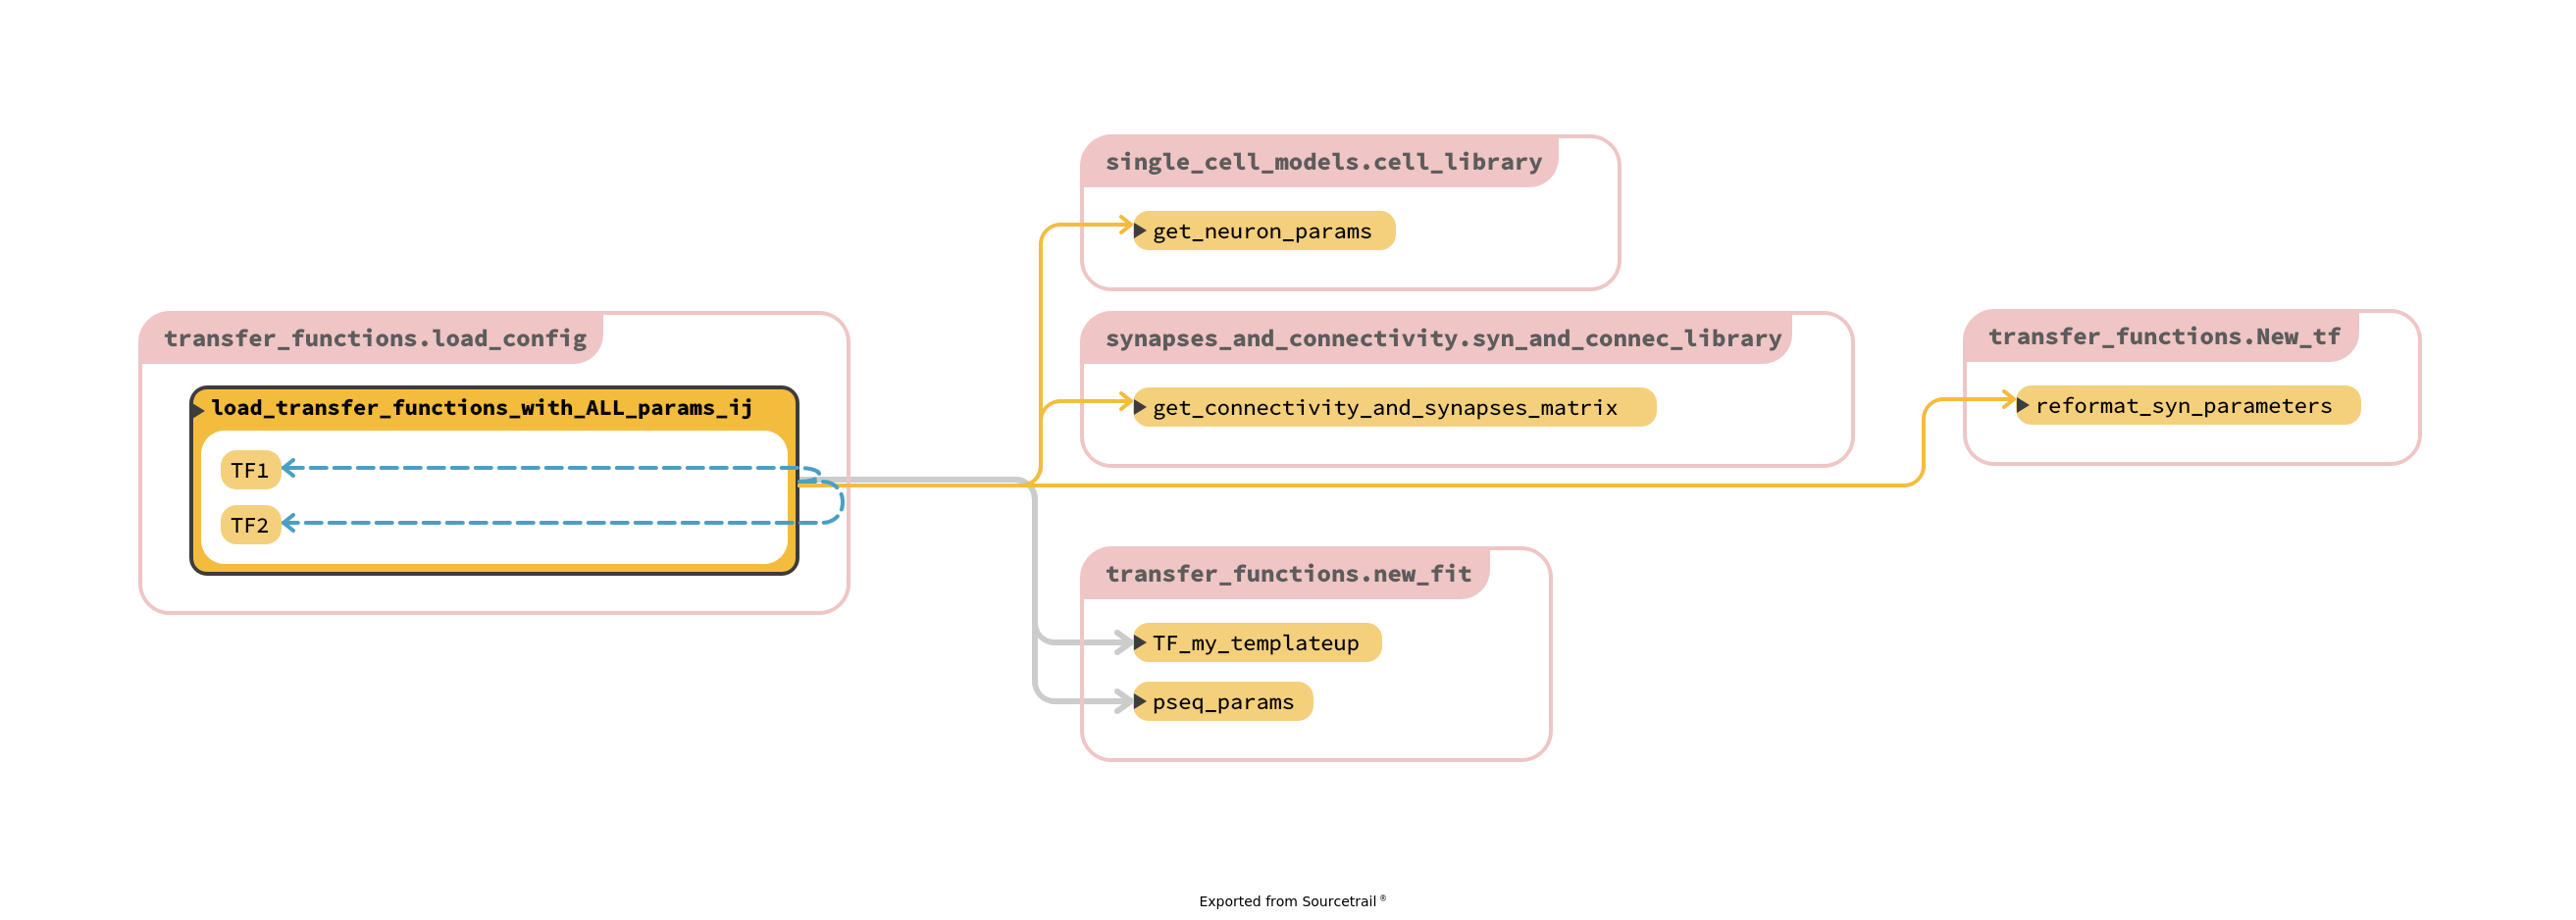 transfer_functions.load_config
load_transfer_functions_with_ALL_params_ij
TF1
TF2
single_cell_models.cell_library
get_neuron_params
synapses_and_connectivity.syn_and_connec_library
get_connectivity_and_synapses_matrix
transfer_functions.new_fit
TF_my_templateup
pseq_params
transfer_functions.New_tf
reformat_syn_parameters
Exported from Sourcetrail ®